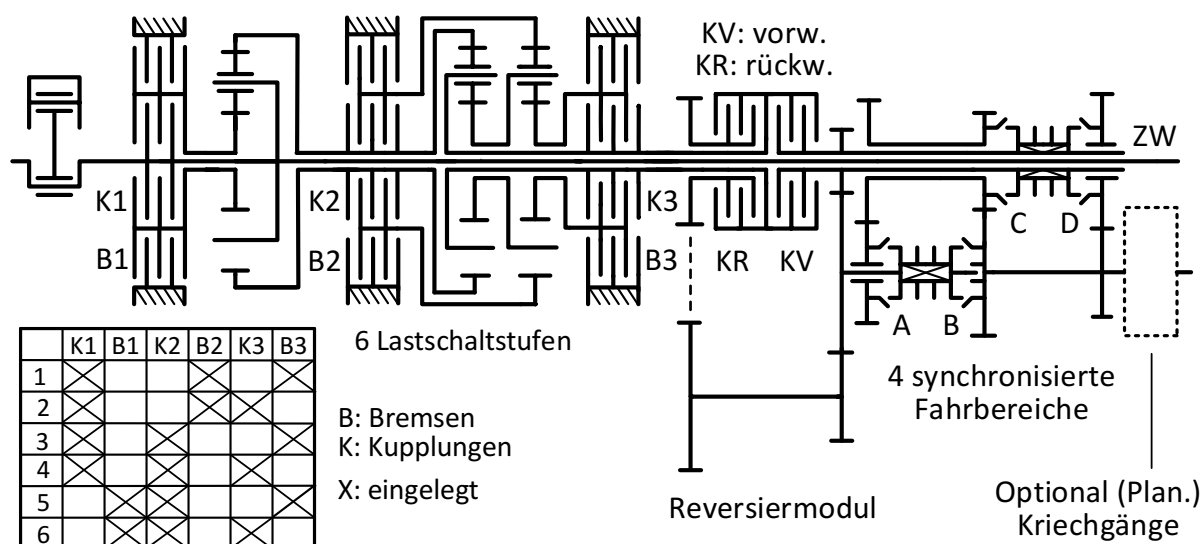 KV: vorw.
KR: rückw.
ZW
K1
K2
K3
B1
B2
B3
KR
KV
C
D
A
B
6 Lastschaltstufen
4 synchronisierte
Fahrbereiche
B: Bremsen
K: Kupplungen
X: eingelegt
Reversiermodul
Optional (Plan.)
Kriechgänge
K1 B1 K2 B2 K3 B3
1
2
3
4
5
6